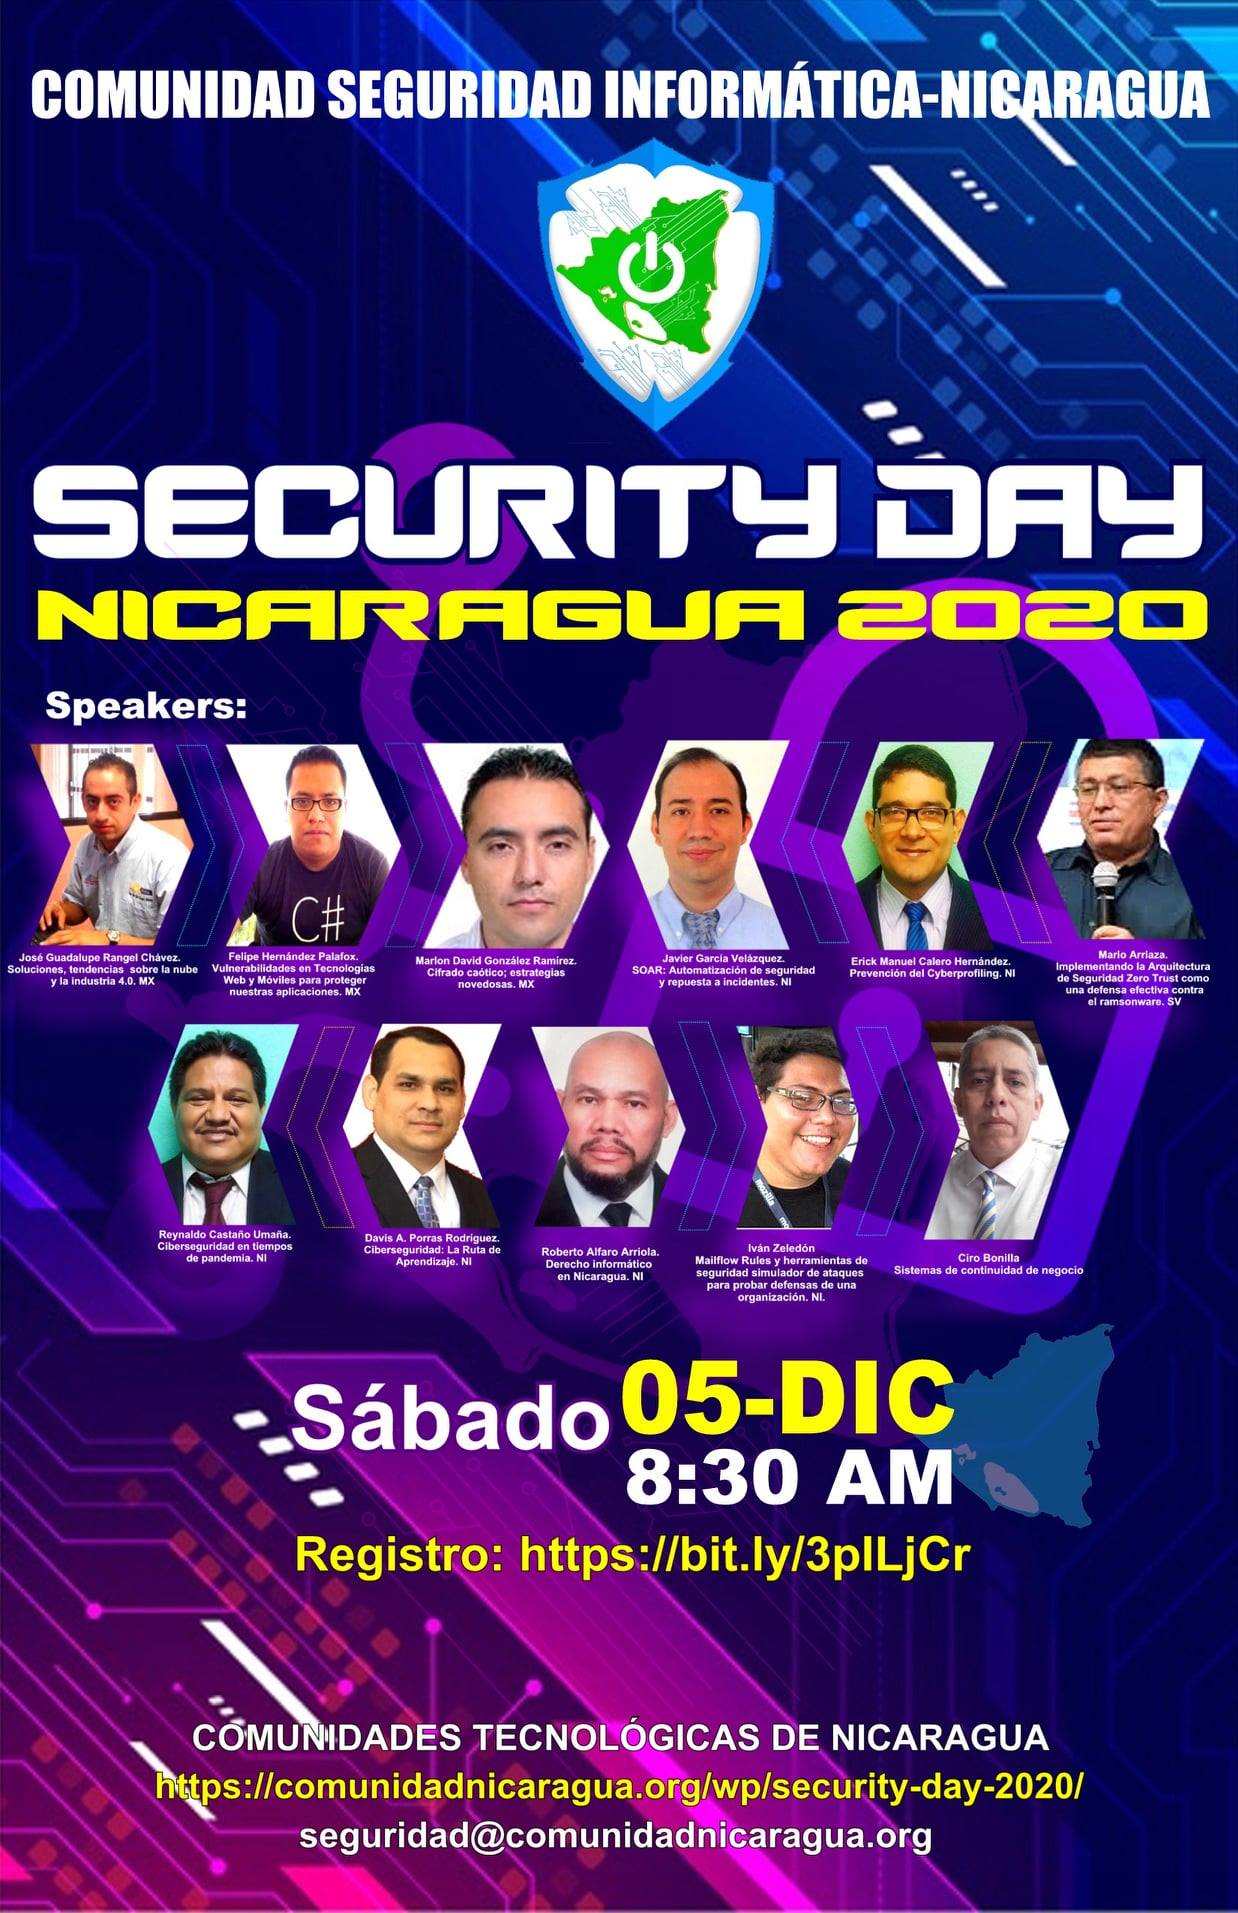 COMUNIDAD SEGURIDAD INFORMÁTICA-NICARAGUA
SECURITY DAY
NICARAGUA 2020
Speakers:
José Guadalupe Rangel Chávez.
Soluciones, tendencias sobre la nube
y la industria 4.0. MX
Felipe Hernández Palafox.
Vulnerabilidades en Tecnologías
Web y Móviles para proteger
nuestras aplicaciones. MX
C#
Marlon David González Ramírez.
Cifrado caótico; estrategias
novedosas. MX
Javier García Velázquez.
SOAR: Automatización de seguridad
y repuesta a incidentes. NI
Erick Manuel Calero Hernández.
Prevención del Cyberprofiling. NI
Mario Arriaza.
Implementando la Arquitectura
de Seguridad Zero Trust como
una defensa efectiva contra
el ramsonware. SV
Reynaldo Castaño Umaña.
Ciberseguridad en tiempos
de pandemia. NI
Davis A. Porras Rodríguez.
Ciberseguridad: La Ruta de
Aprendizaje. NI
Roberto Alfaro Arriola.
Derecho informático
en Nicaragua. NI
mozilla
Iván Zeledón
Mailflow Rules y herramientas de
seguridad simulador de ataques
para probar defensas de una
organización. NI.
Ciro Bonilla
Sistemas de continuidad de negocio
Sábado 05-DIC
8:30 AM
Registro: https://bit.ly/3pILjCr
COMUNIDADES TECNOLÓGICAS DE NICARAGUA
https://comunidadnicaragua.org/wp/security-day-2020/
seguridad@comunidadnicaragua.org